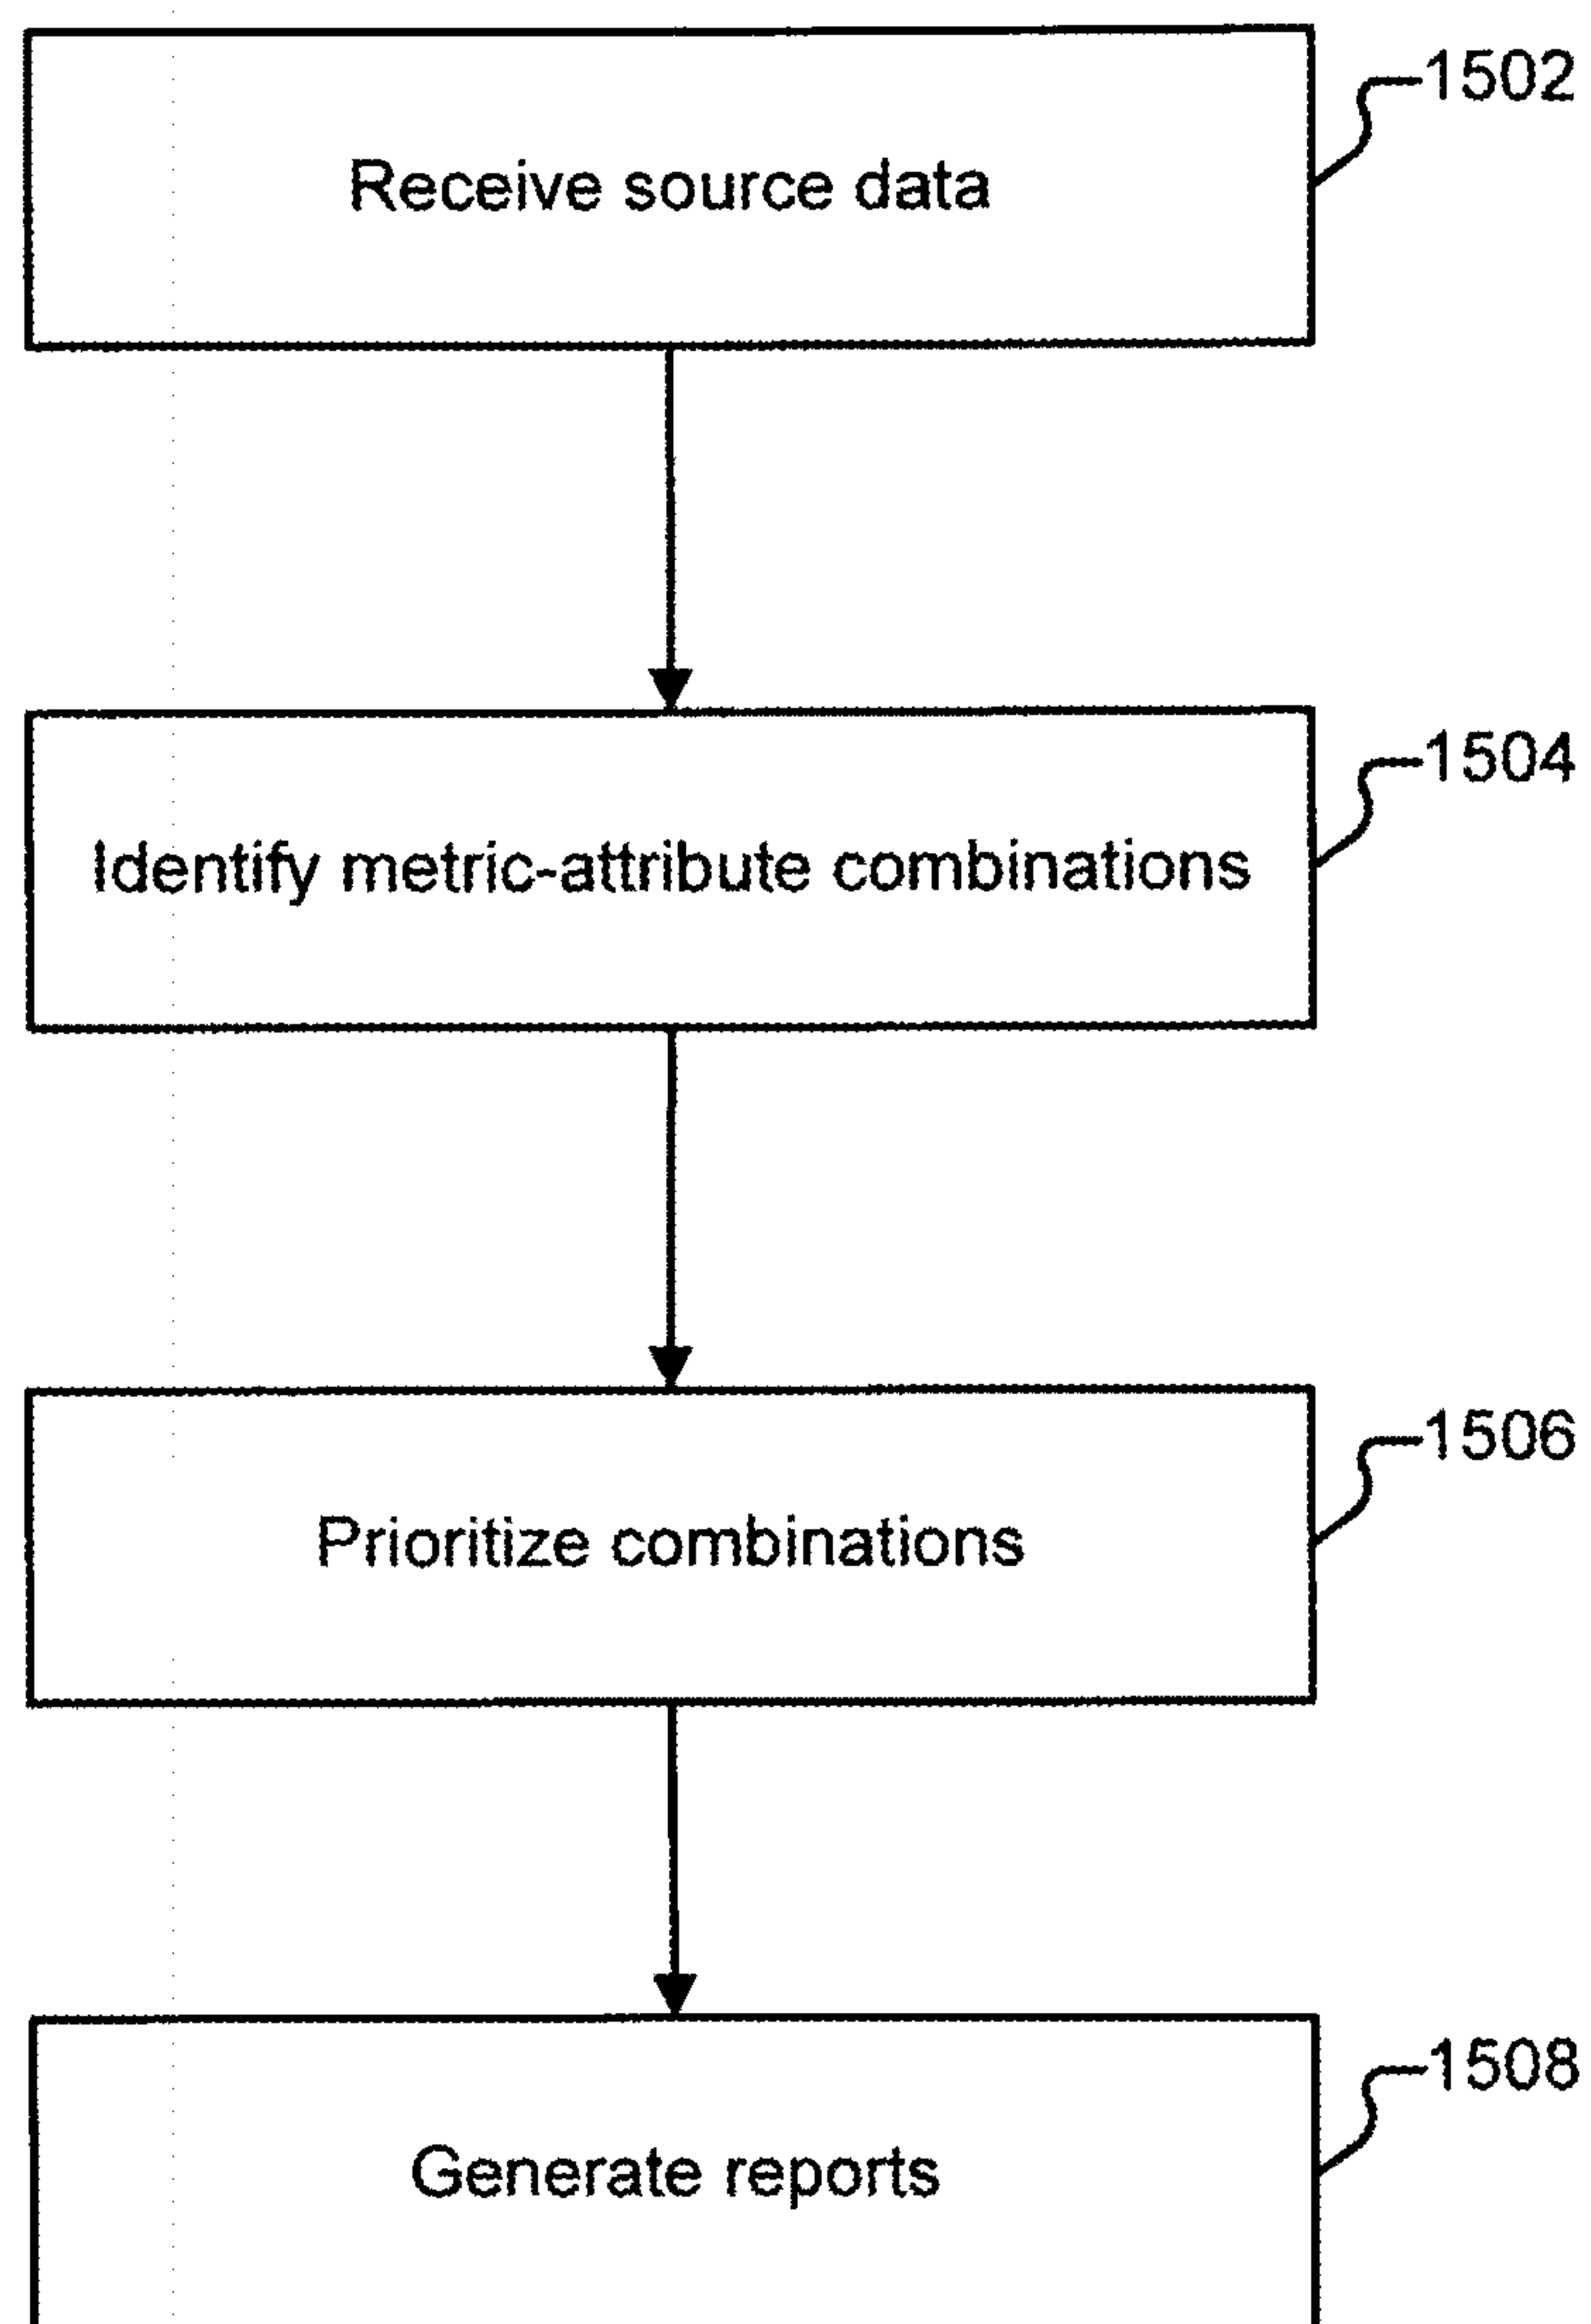 1502
Receive source data
1504
Identify metric-attribute combinations
1506
Prioritize combinations
1508
Generate reports